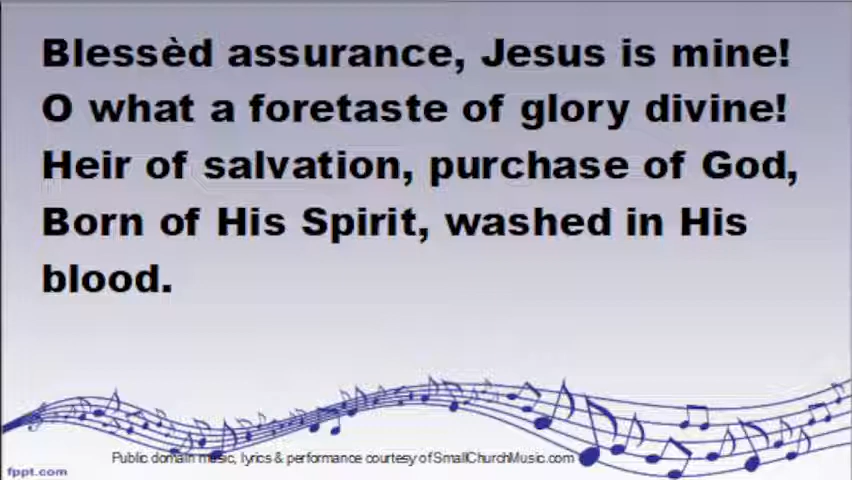 Blessèd assurance, Jesus is mine!
O what a foretaste of glory divine!
Heir of salvation, purchase of God,
Born of His Spirit, washed in His
blood.
Public domain music, lyrics & performance courtesy of SmallChurchMusic.com
fppt.com